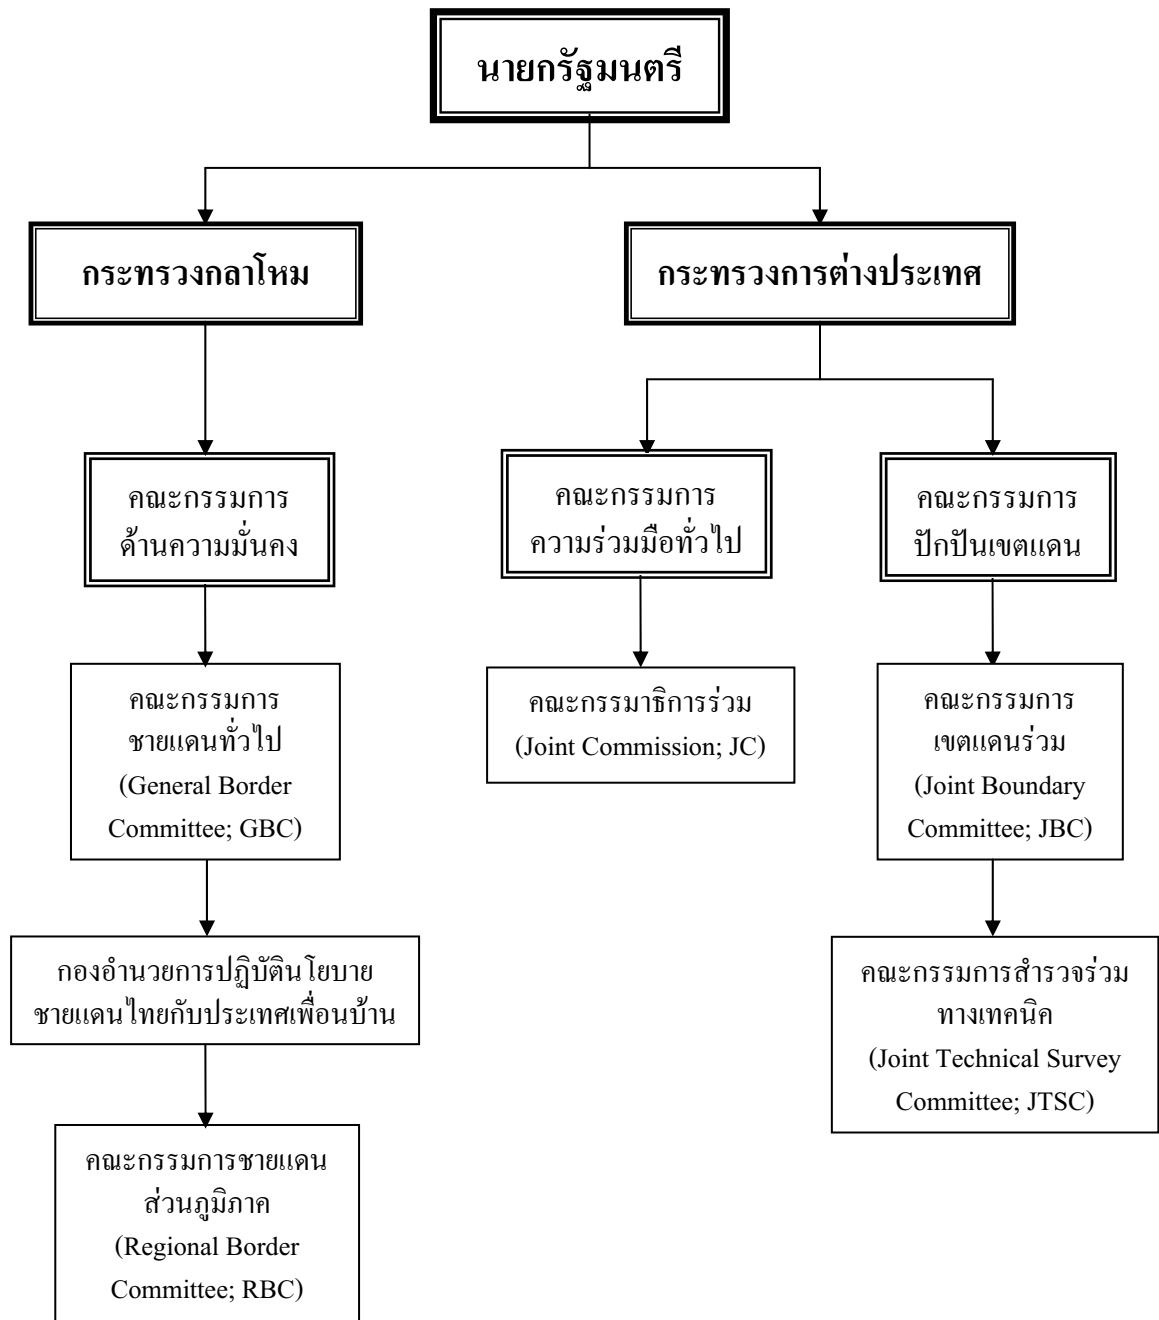 นายกรัฐมนตรี
กระทรวงกลาโหม
กระทรวงการต่างประเทศ
คณะกรรมการ
ด้านความมั่นคง
คณะกรรมการ
ความร่วมมือทั่วไป
คณะกรรมการ
ปักปันเขตแดน
คณะกรรมการ
ชายแดนทั่วไป
(General Border
Committee; GBC)
คณะกรรมาธิการร่วม
(Joint Commission; JC)
คณะกรรมการ
เขตแดนร่วม
(Joint Boundary
Committee; JBC)
กองอำนวยการปฏิบัตินโยบาย
ชายแดนไทยกับประเทศเพื่อนบ้าน
คณะกรรมการสำรวจร่วม
ทางเทคนิค
(Joint Technical Survey
Committee; JTSC)
คณะกรรมการชายแดน
ส่วนภูมิภาค
(Regional Border
Committee; RBC)